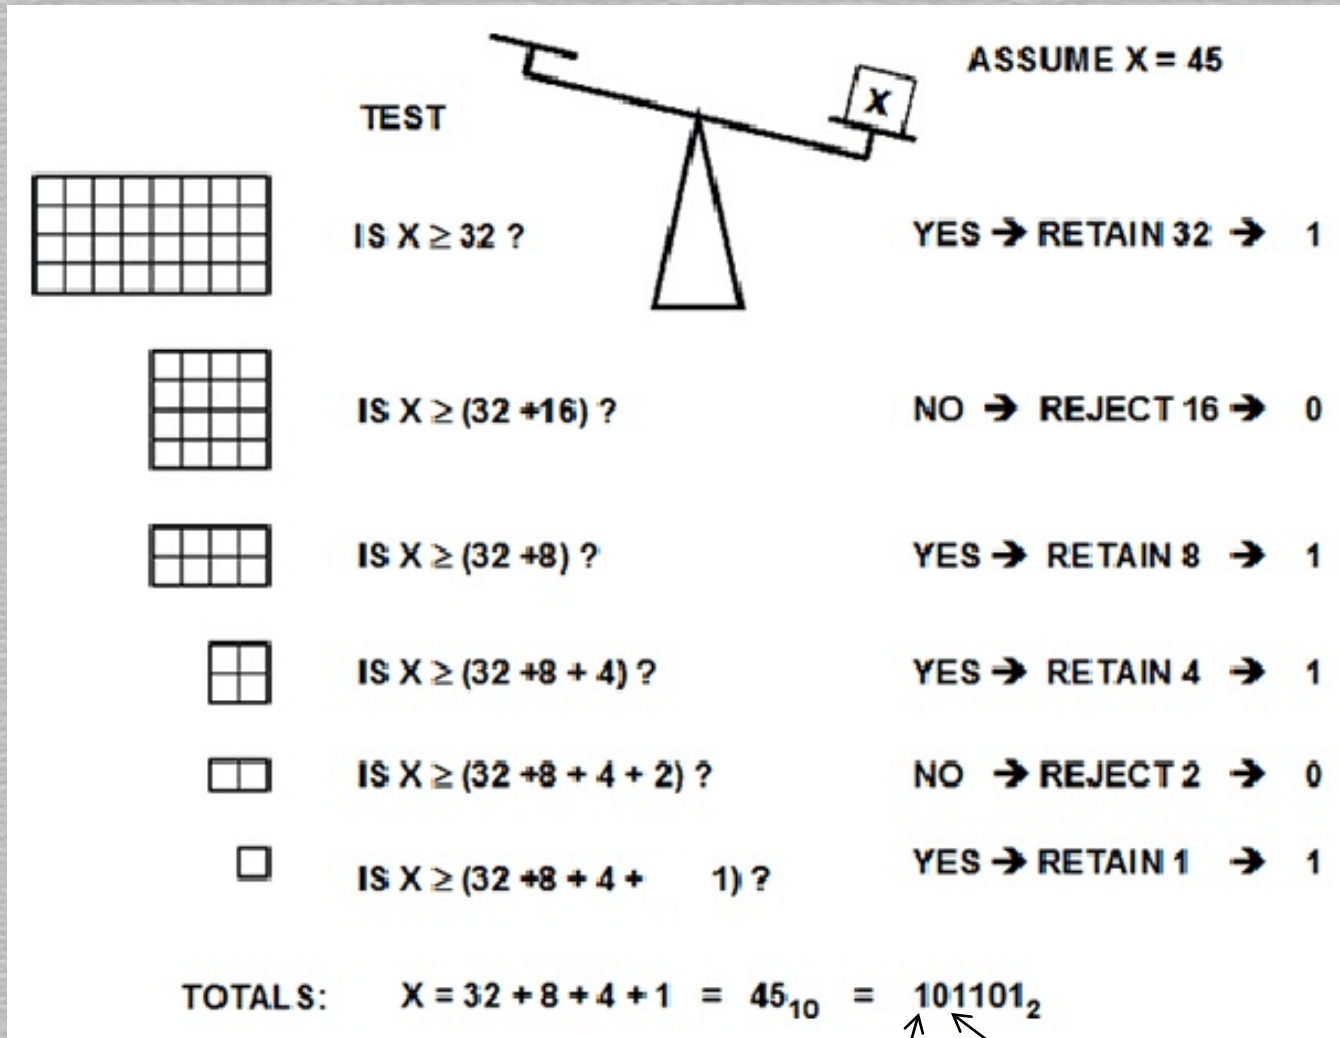 ASSUME X = 45
X
TEST
IS X ≥ 32 ? YES ➔ RETAIN 32 ➔ 1
IS X ≥ (32 +16) ? NO ➔ REJECT 16 ➔ 0
IS X ≥ (32 +8) ? YES ➔ RETAIN 8 ➔ 1
IS X ≥ (32 +8 + 4) ? YES ➔ RETAIN 4 ➔ 1
IS X ≥ (32 +8 + 4 + 2) ? NO ➔ REJECT 2 ➔ 0
IS X ≥ (32 +8 + 4 + 1) ? YES ➔ RETAIN 1 ➔ 1
TOTALS: X = 32 + 8 + 4 + 1 = 45₁₀ = 101101₂